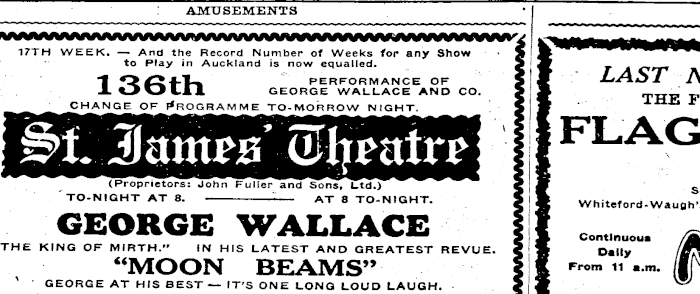 AMUSEMENTS
17TH WEEK. — And the Record Number of Weeks for any Show
to Play in Auckland is now equalled.
136th PERFORMANCE OF
GEORGE WALLACE AND CO.
CHANGE OF PROGRAMME TO-MORROW NIGHT.
St. James' Theatre
(Proprietors: John Fuller and Sons, Ltd.)
TO-NIGHT AT 8. ——— AT 8 TO-NIGHT.
GEORGE WALLACE
THE KING OF MIRTH." IN HIS LATEST AND GREATEST REVUE.
"MOON BEAMS"
GEORGE AT HIS BEST — IT'S ONE LONG LOUD LAUGH.
LAST
THE F
FLAG
S
Whiteford-Waugh'
Continuous
Daily
From 11 a.m.